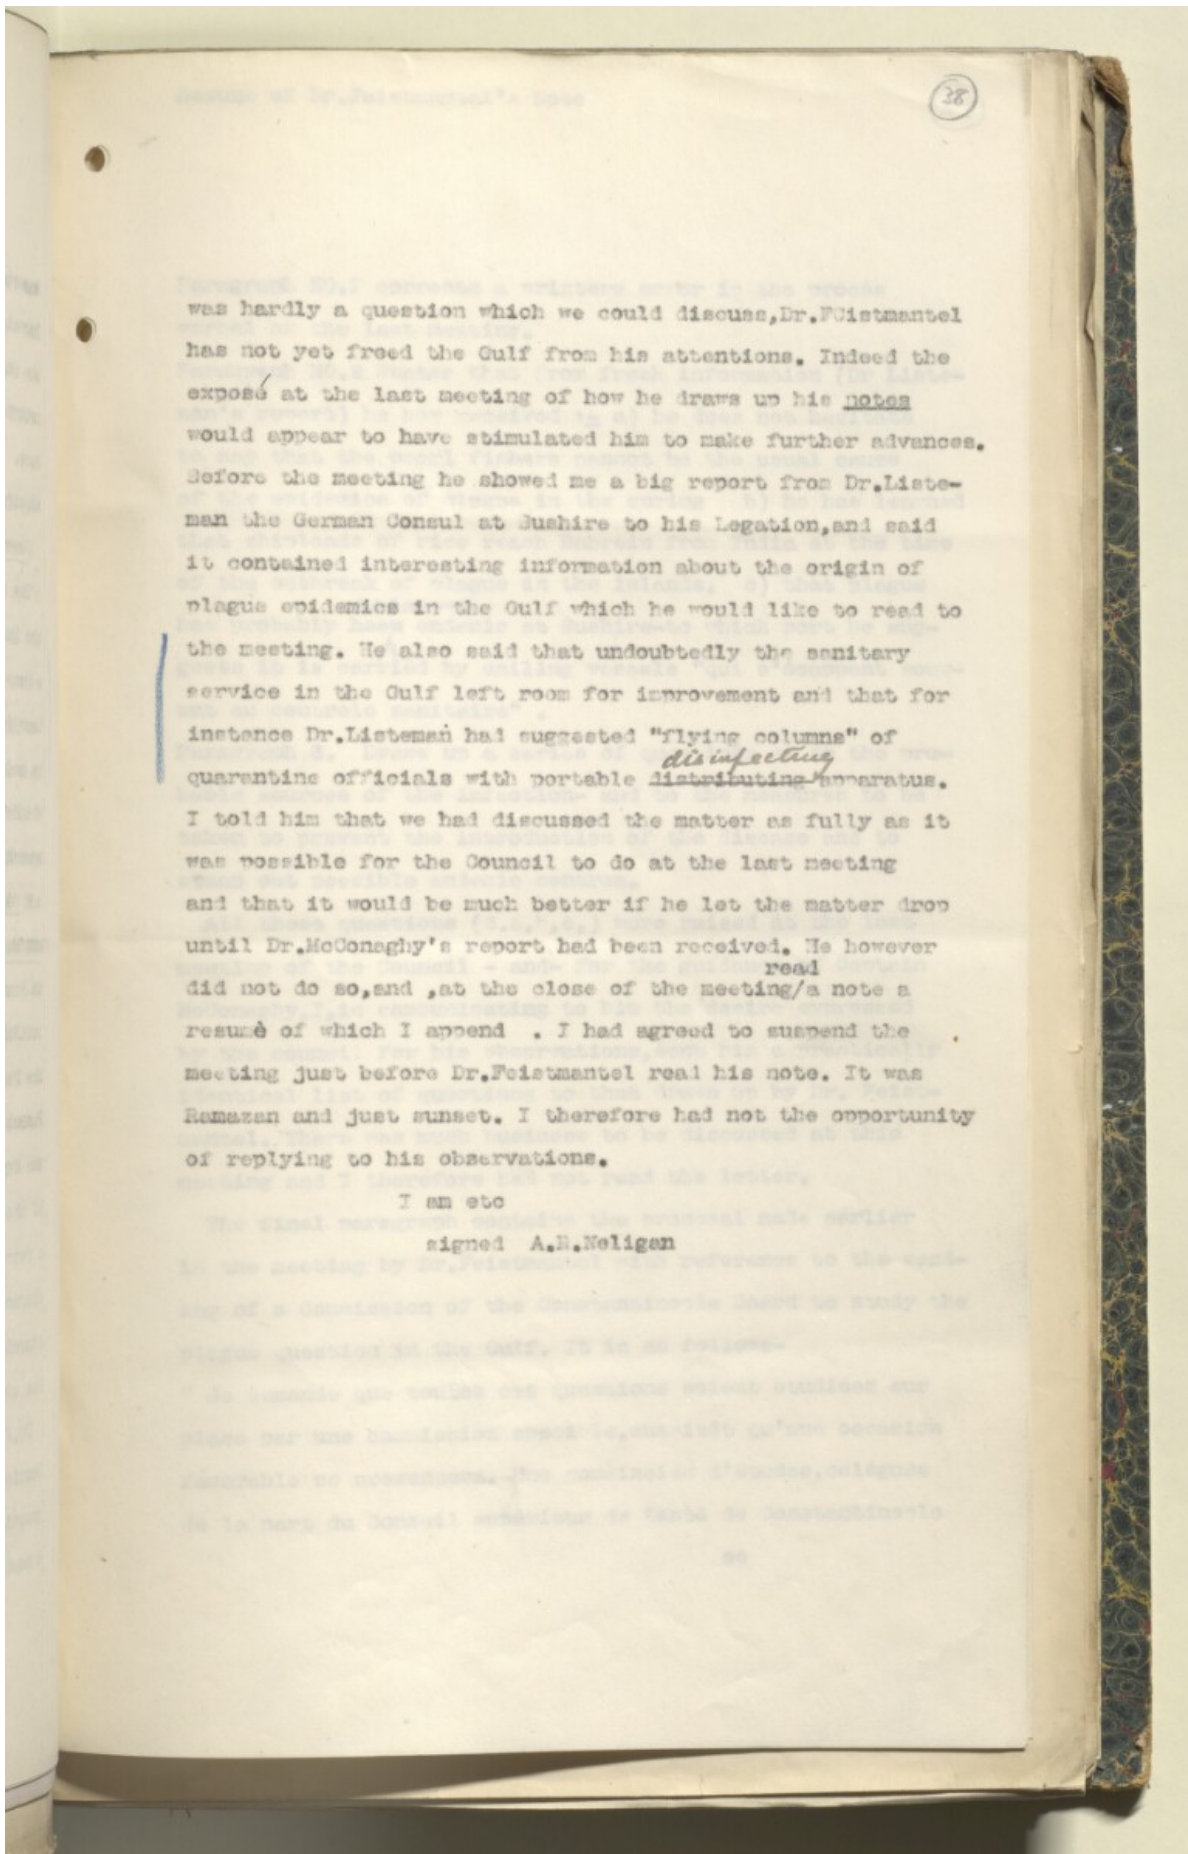 38
was hardly a question which we could discuss,Dr.FEistmantel
has not yet freed the Gulf from his attentions. Indeed the
exposé at the last meeting of how he draws up his notes
would appear to have stimulated him to make further advances.
Before the meeting he showed me a big report from Dr.Liste-
man the German Consul at Bushire to his Legation,and said
it contained interesting information about the origin of
plague epidemics in the Gulf which he would like to read to
the meeting. He also said that undoubtedly the sanitary
service in the Gulf left room for improvement and that for
instance Dr.Listeman had suggested "flying columns" of
disinfecting
quarantine officials with portable distributing apparatus.
I told him that we had discussed the matter as fully as it
was possible for the Council to do at the last meeting
and that it would be much better if he let the matter drop
until Dr.McConaghy's report had been received. He however
read
did not do so,and ,at the close of the meeting/a note a
resumè of which I append . I had agreed to suspend the
meeting just before Dr.Feistmantel read his note. It was
Ramazan and just sunset. I therefore had not the opportunity
of replying to his observations.
I am etc
signed A.R.Neligan